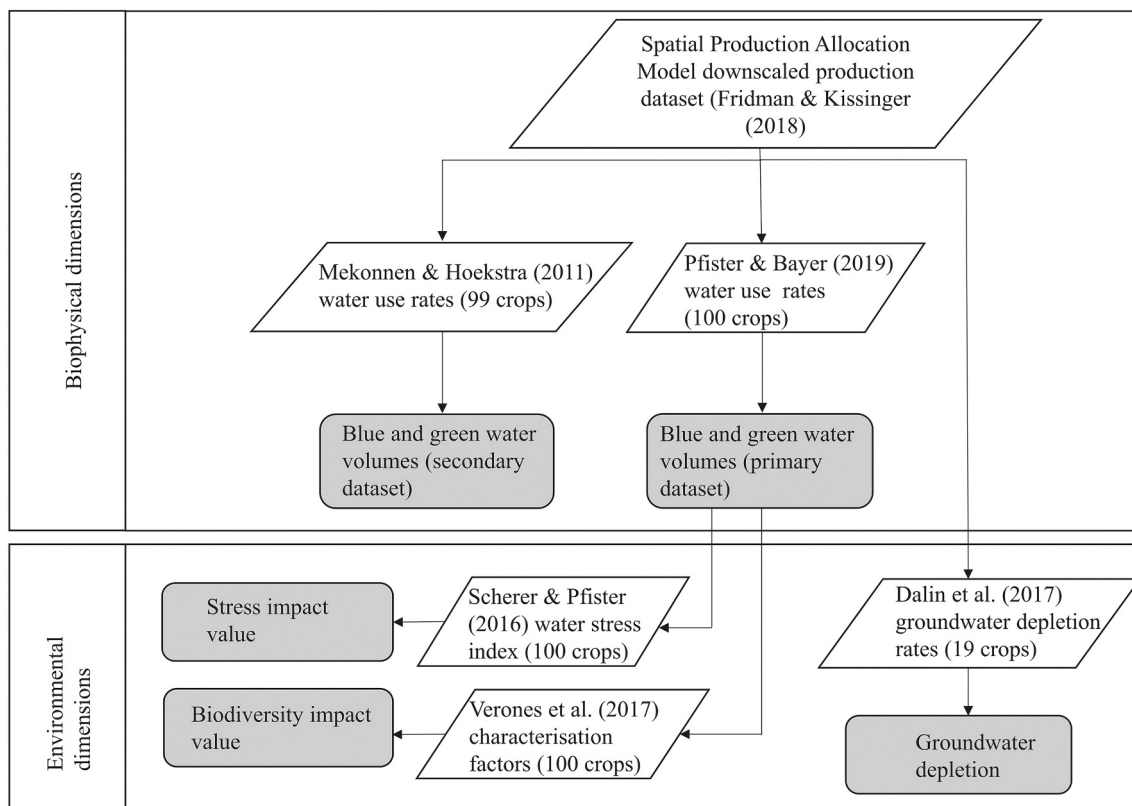 Biophysical dimensions
Spatial Production Allocation
Model downscaled production
dataset (Fridman & Kissinger
(2018)
Mekonnen & Hoekstra (2011)
water use rates (99 crops)
Pfister & Bayer (2019)
water use rates
(100 crops)
Blue and green water
volumes (secondary
dataset)
Blue and green water
volumes (primary
dataset)
Environmental
dimensions
Stress impact
value
Scherer & Pfister
(2016) water stress
index (100 crops)
Dalin et al. (2017)
groundwater depletion
rates (19 crops)
Biodiversity impact
value
Verones et al. (2017)
characterisation
factors (100 crops)
Groundwater
depletion